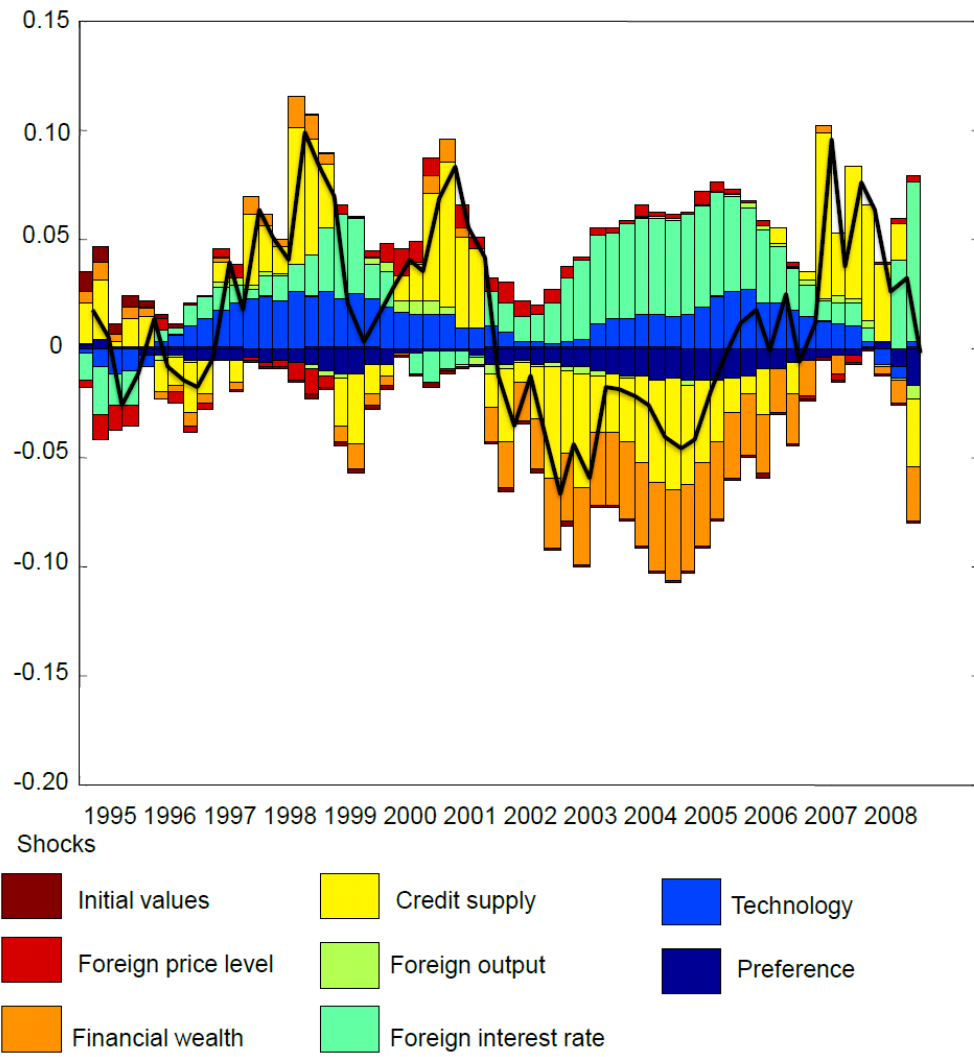 0.15
0.10
0.05
0
-0.05
-0.10
-0.15
-0.20
1995 1996 1997 1998 1999 2000 2001 2002 2003 2004 2005 2006 2007 2008
Shocks
Initial values Credit supply Technology
Foreign price level Foreign output Preference
Financial wealth Foreign interest rate